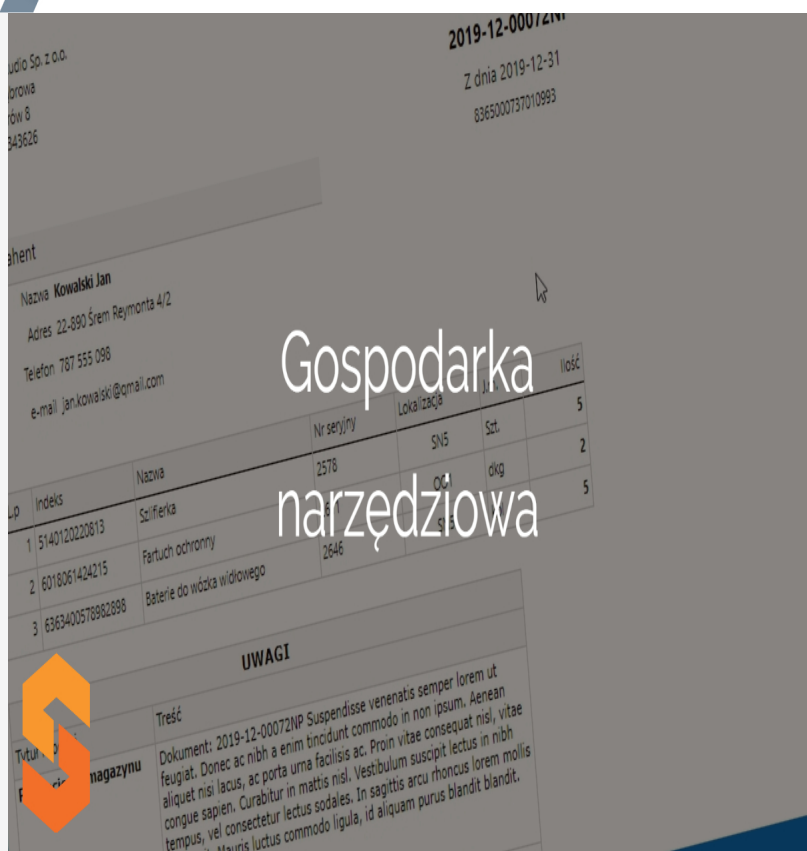 2019-12-00072NP
Z dnia 2019-12-31
8365000737010993
Sp. z o.o.
Nazwa Kowalski Jan
Adres 22-890 Śrem Reymonta 4/2
Telefon 787 555 098
e-mail jan.kowalski@gmail.com
Gospodarka
narzędziowa
Indeks Nazwa Nr seryjny Lokalizacja Ilość
1 5140120220813 Szlifierka 2578 SN5 Szt. 5
2 6018061424215 Fartuch ochronny dkg 2
3 6363400578982898 Baterie do wózka widłowego 2646 5
UWAGI
Treść
Dokument: 2019-12-00072NP Suspendisse venenatis semper lorem ut
feugiat. Donec ac nibh a enim tincidunt commodo in non ipsum. Aenean
aliquet nisi lacus, ac porta urna facilisis ac. Proin vitae consequat nisl, vitae
congue sapien. Curabitur in mattis nisl. Vestibulum suscipit lectus in nibh
tempus, vel consectetur lectus sodales. In sagittis arcu rhoncus lorem mollis
Mauris luctus commodo ligula, id aliquam purus blandit blandit.
magazynu